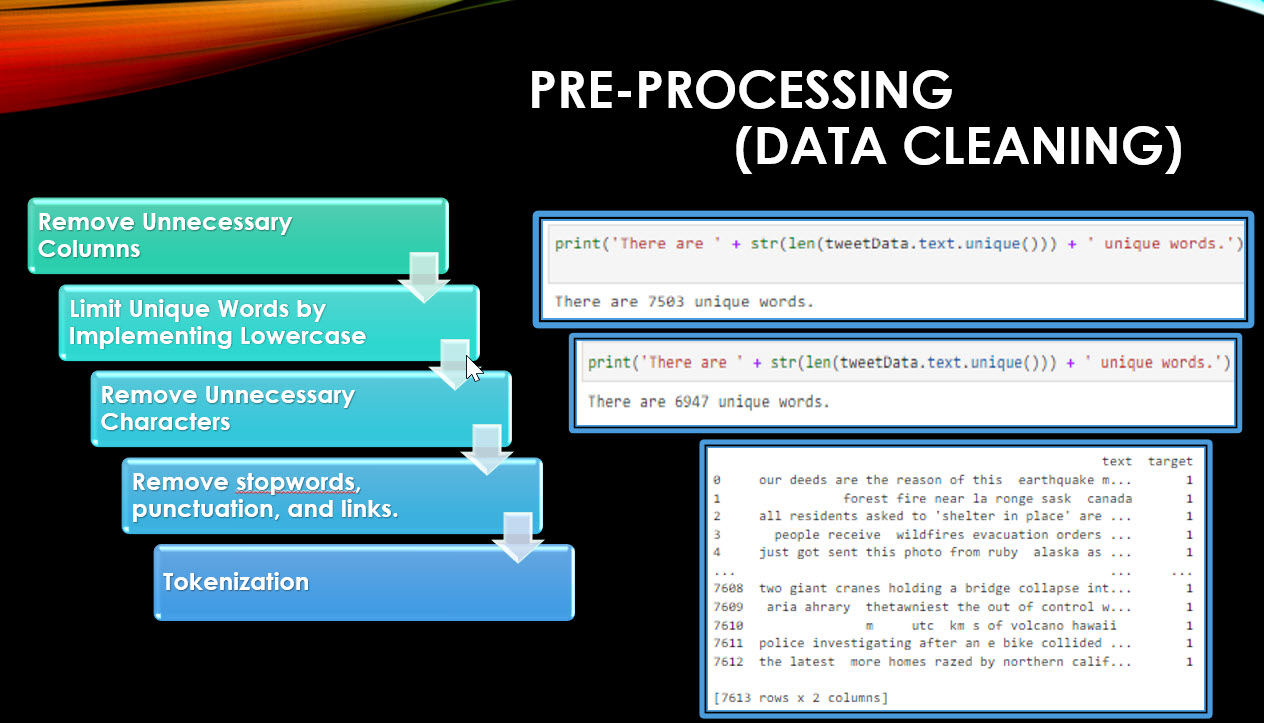 PRE-PROCESSING
(DATA CLEANING)
Remove Unnecessary
Columns
Limit Unique Words by
Implementing Lowercase
Remove Unnecessary
Characters
Remove stopwords,
punctuation, and links.
Tokenization
print('There are ' + str(len(tweetData.text.unique())) + ' unique words.')
There are 7503 unique words.
print('There are ' + str(len(tweetData.text.unique())) + ' unique words.')
There are 6947 unique words.
text target
0 our deeds are the reason of this  earthquake m... 1
1 forest fire near la ronge sask  canada 1
2 all residents asked to 'shelter in place' are ... 1
3 people receive  wildfires evacuation orders ... 1
4 just got sent this photo from ruby  alaska as ... 1
... ... ...
7608 two giant cranes holding a bridge collapse int... 1
7609 aria ahrary  thetawniest the out of control w... 1
7610 m     utc  km s of volcano hawaii 1
7611 police investigating after an e bike collided ... 1
7612 the latest  more homes razed by northern calif... 1
[7613 rows x 2 columns]